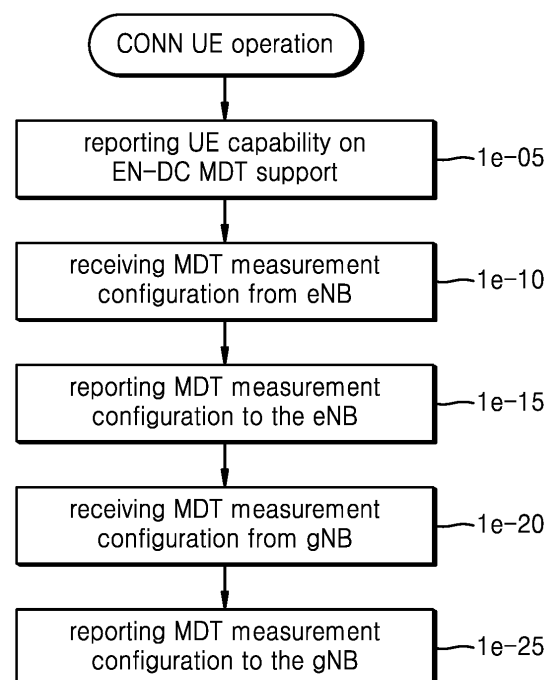 CONN UE operation
reporting UE capability on
EN-DC MDT support
1e-05
receiving MDT measurement
configuration from eNB
1e-10
reporting MDT measurement
configuration to the eNB
1e-15
receiving MDT measurement
configuration from gNB
1e-20
reporting MDT measurement
configuration to the gNB
1e-25